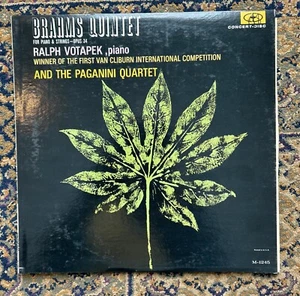 BRAHMS QUINTET
CONCERT-DISC
FOR PIANO & STRINGS—OPUS 34
RALPH VOTAPEK, piano
WINNER OF THE FIRST VAN CLIBURN INTERNATIONAL COMPETITION
AND THE PAGANINI QUARTET
M-1245